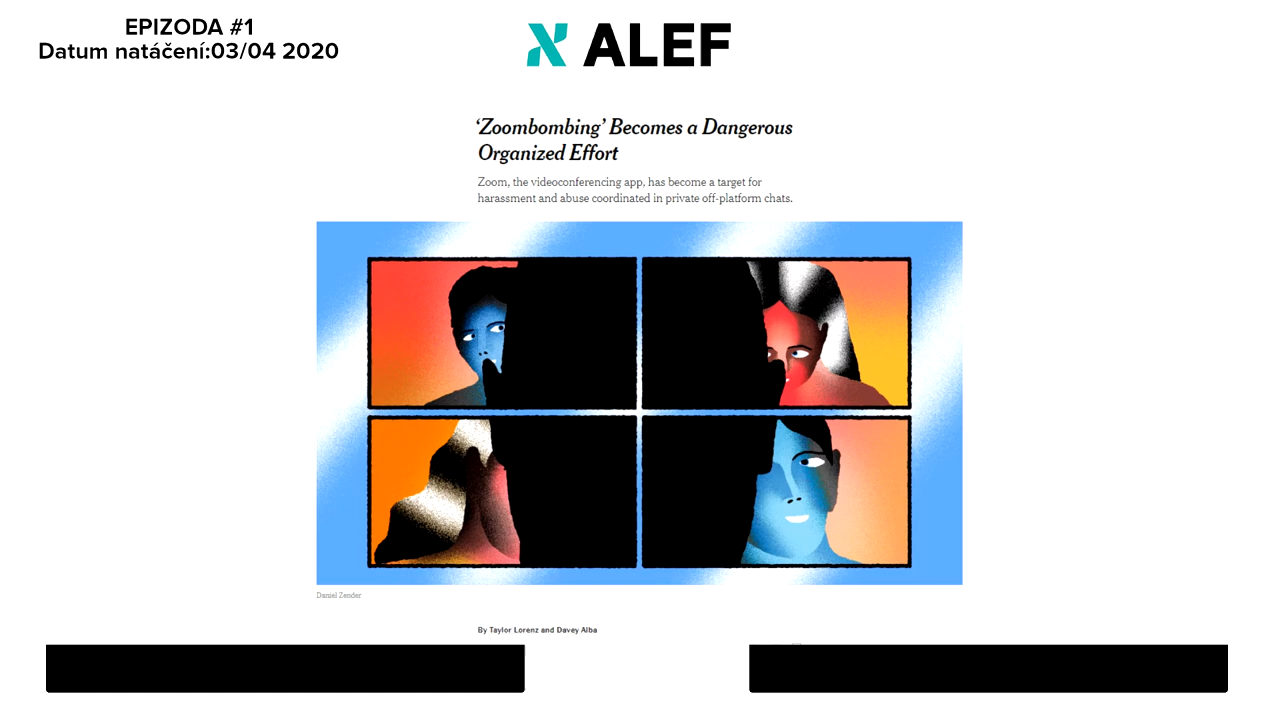 EPIZODA #1
Datum natáčení:03/04 2020
ALEF
‘Zoombombing’ Becomes a Dangerous
Organized Effort
Zoom, the videoconferencing app, has become a target for
harassment and abuse coordinated in private off-platform chats.
Daniel Zender
By Taylor Lorenz and Davey Alba